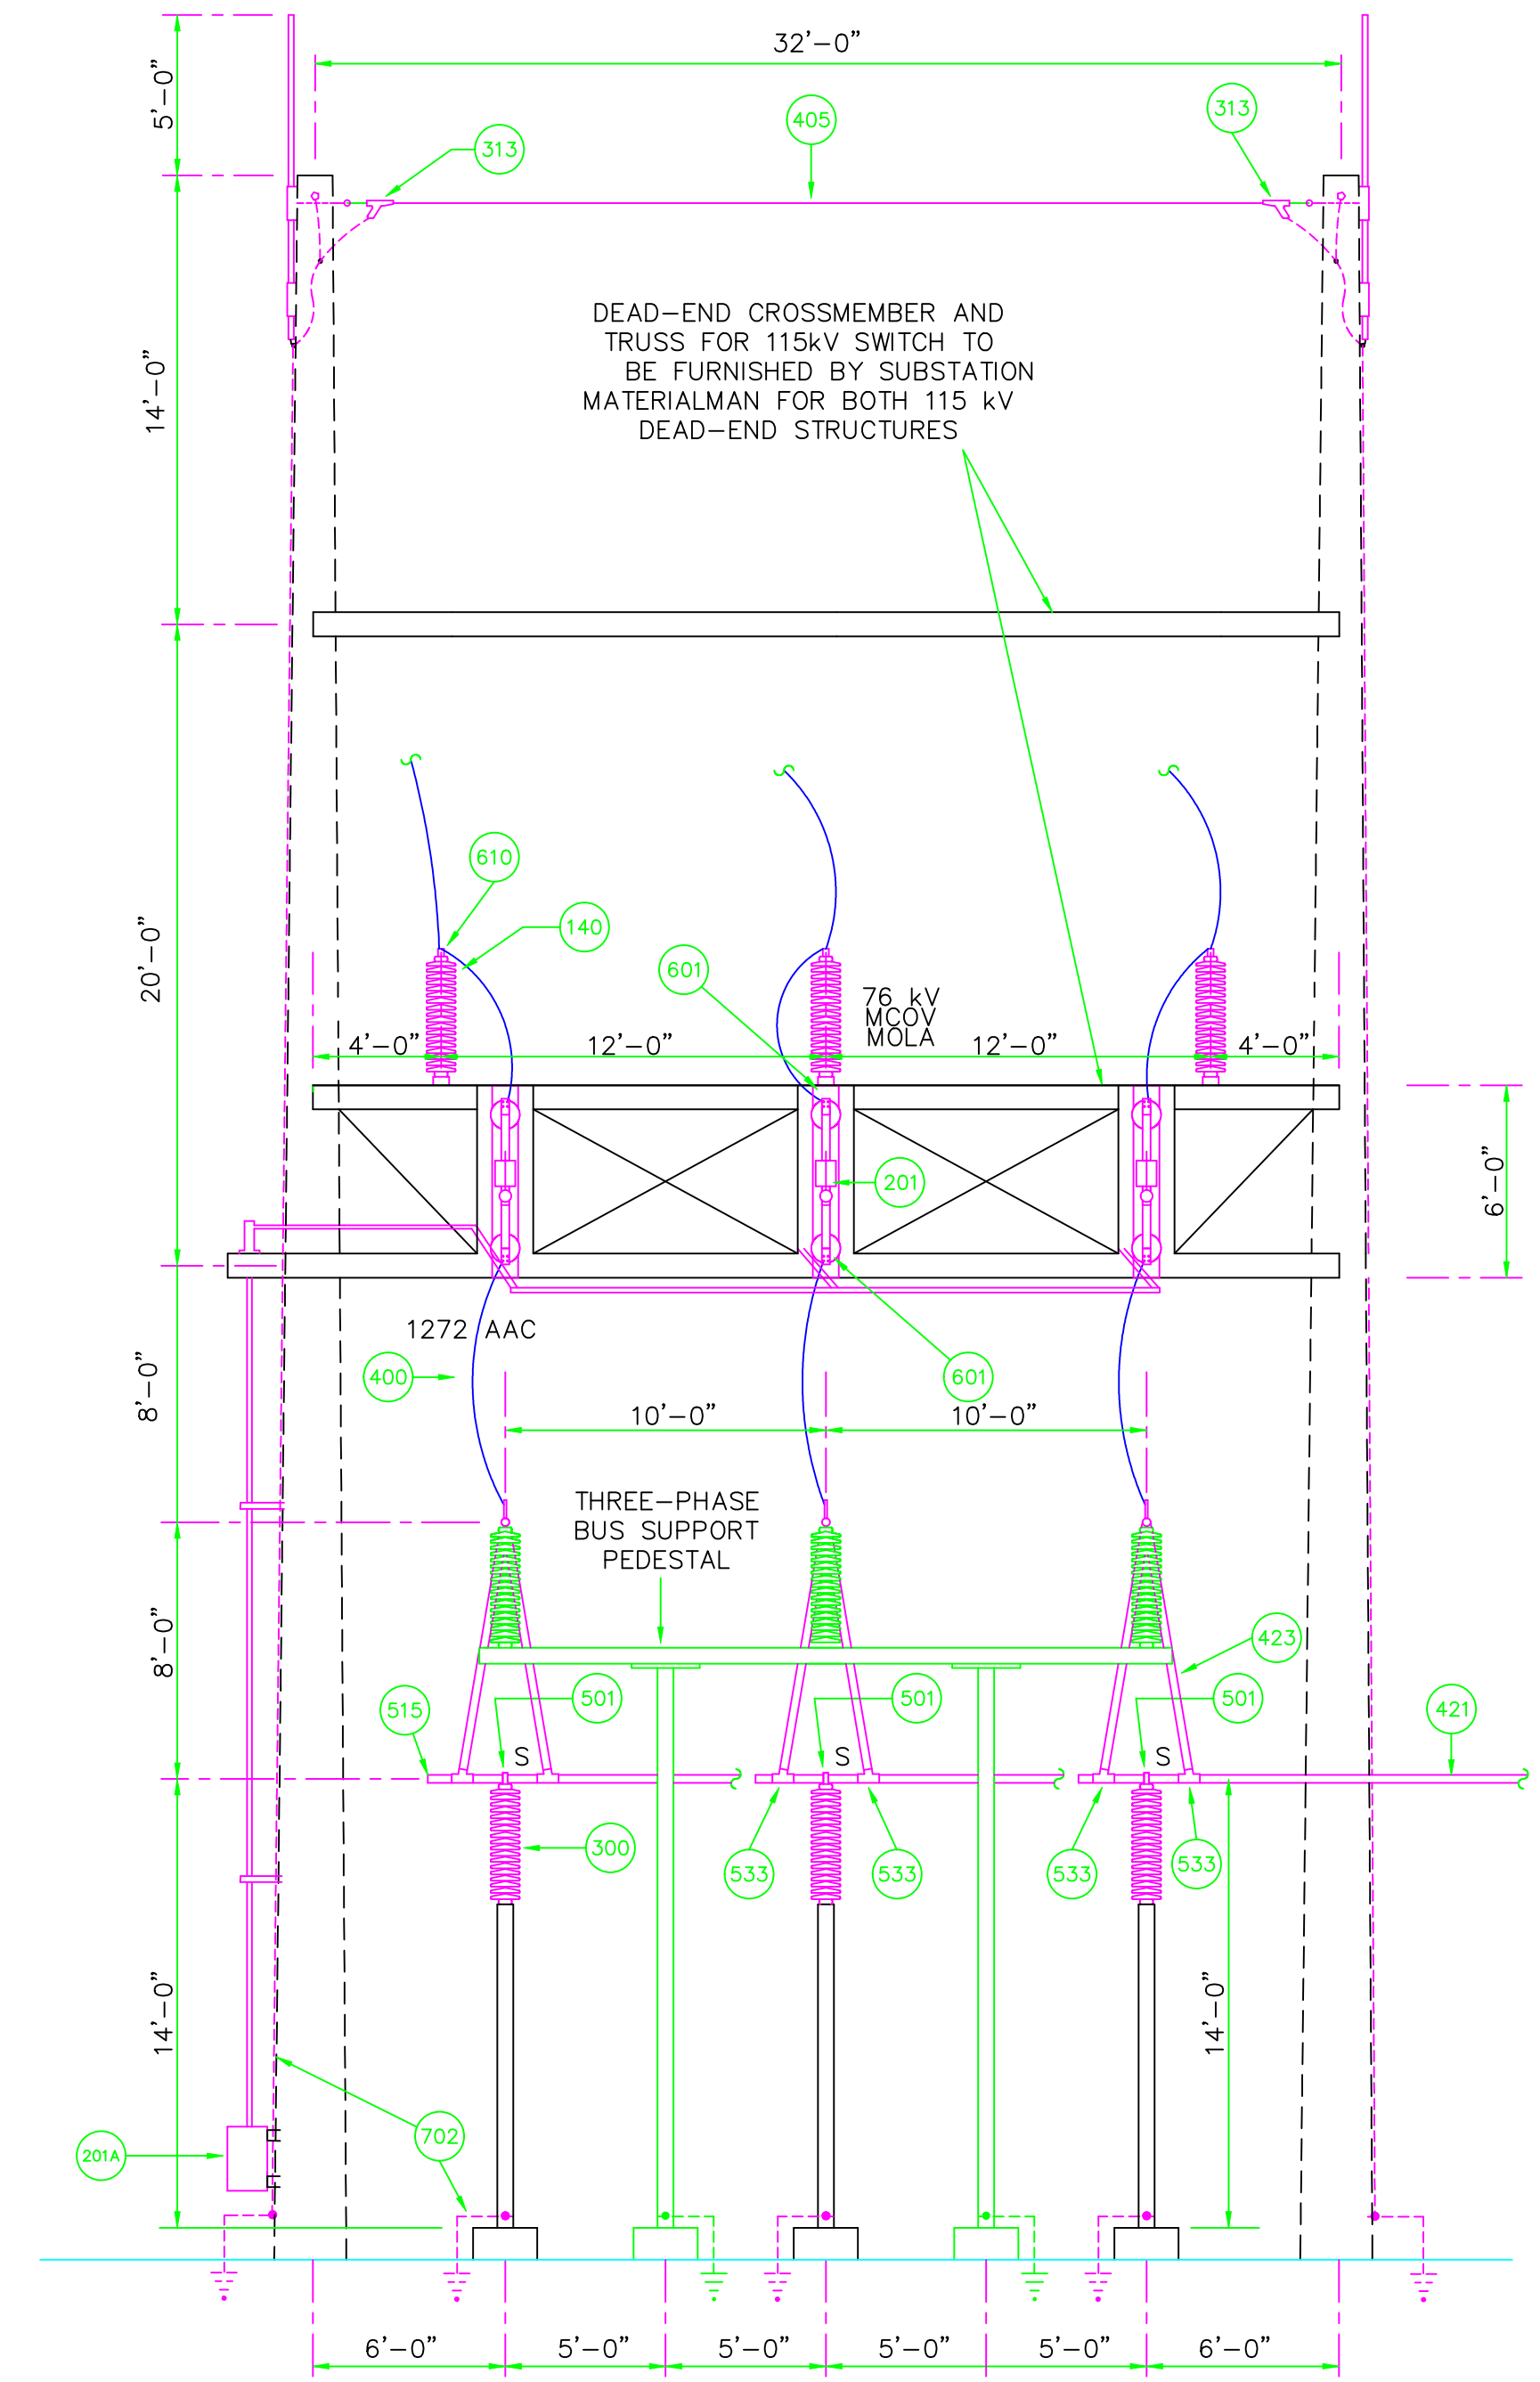 32'-0"
5'-0"
405
313
313
DEAD-END CROSSMEMBER AND
TRUSS FOR 115kV SWITCH TO
BE FURNISHED BY SUBSTATION
MATERIALMAN FOR BOTH 115 kV
DEAD-END STRUCTURES
14'-0"
610
140
601
20'-0"
76 kV
MCOV
MOLA
4'-0"
12'-0"
12'-0"
4'-0"
201
6'-0"
1272 AAC
400
601
8'-0"
10'-0"
10'-0"
THREE-PHASE
BUS SUPPORT
PEDESTAL
423
8'-0"
515
501
501
501
421
S
S
S
300
533
533
533
533
14'-0"
14'-0"
702
201A
6'-0"
5'-0"
5'-0"
5'-0"
5'-0"
6'-0"